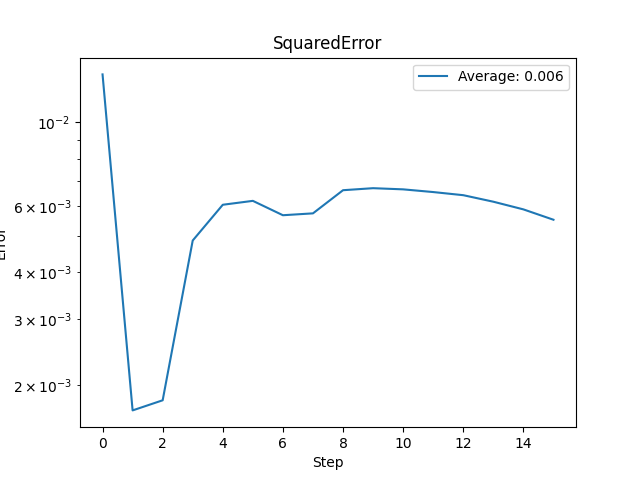 SquaredError
Average: 0.006
10⁻²
6 × 10⁻³
4 × 10⁻³
3 × 10⁻³
2 × 10⁻³
Error
0 2 4 6 8 10 12 14
Step